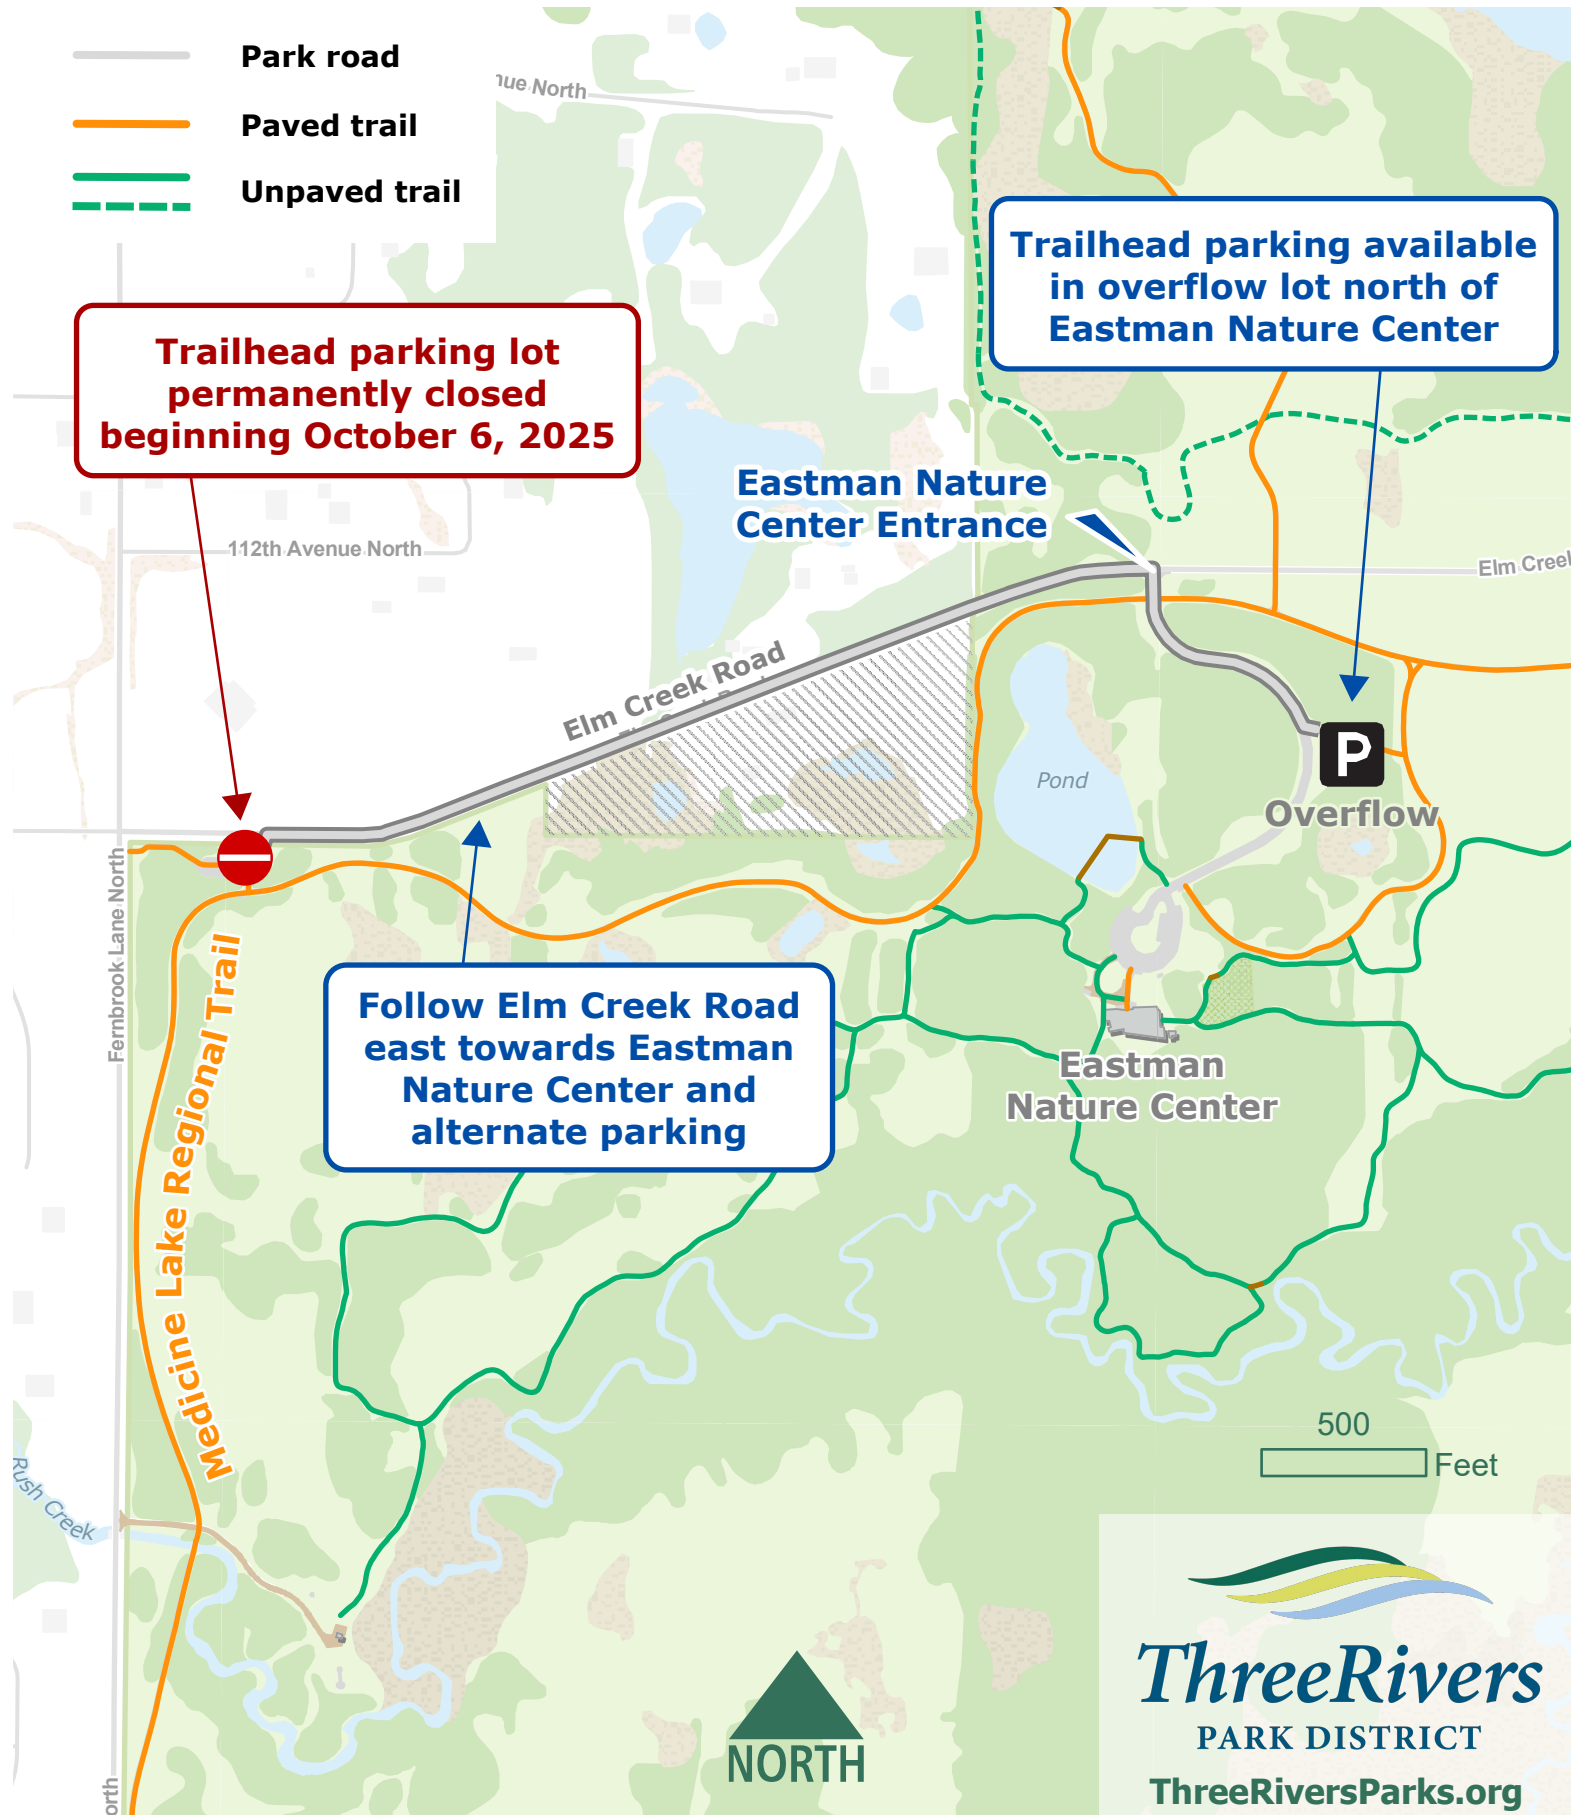 Park road
Paved trail
Unpaved trail
nue North
Trailhead parking available
in overflow lot north of
Eastman Nature Center
Trailhead parking lot
permanently closed
beginning October 6, 2025
Eastman Nature
Center Entrance
112th Avenue North
Elm Creek
Elm Creek Road
Pond
P
Overflow
Fernbrook Lane North
Medicine Lake Regional Trail
Follow Elm Creek Road
east towards Eastman
Nature Center and
alternate parking
Eastman
Nature Center
500
Feet
Rush Creek
NORTH
ThreeRivers
PARK DISTRICT
ThreeRiversParks.org
orth